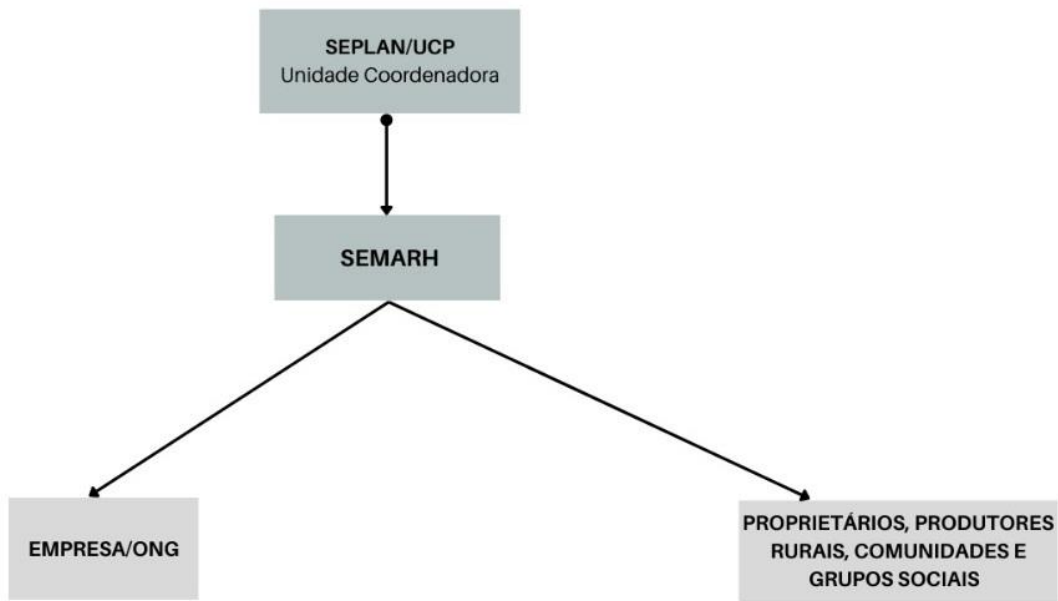 SEPLAN/UCP
Unidade Coordenadora
SEMARH
EMPRESA/ONG
PROPRIETÁRIOS, PRODUTORES
RURAIS, COMUNIDADES E
GRUPOS SOCIAIS